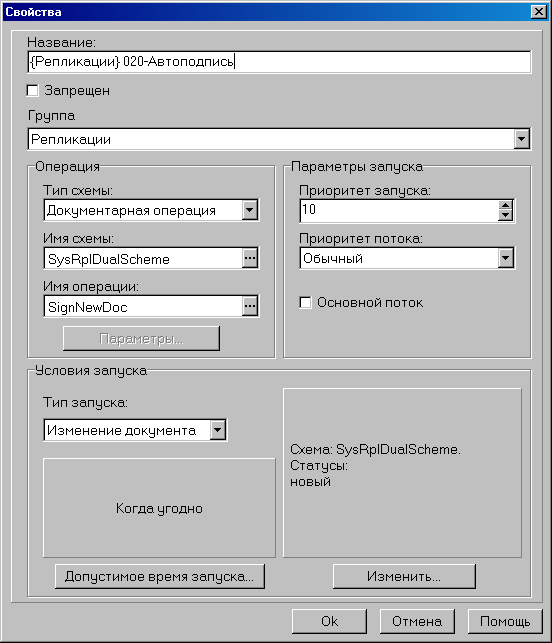 Свойства
Название:
{Репликации} 020-Автоподпись
Запрещен
Группа
Репликации
Операция
Тип схемы:
Документарная операция
Имя схемы:
SysRplDualScheme
...
Имя операции:
SignNewDoc
...
Параметры...
Параметры запуска
Приоритет запуска:
10
Приоритет потока:
Обычный
Основной поток
Условия запуска
Тип запуска:
Изменение документа
Когда угодно
Допустимое время запуска...
Схема: SysRplDualScheme.
Статусы:
новый
Изменить...
Ok
Отмена
Помощь